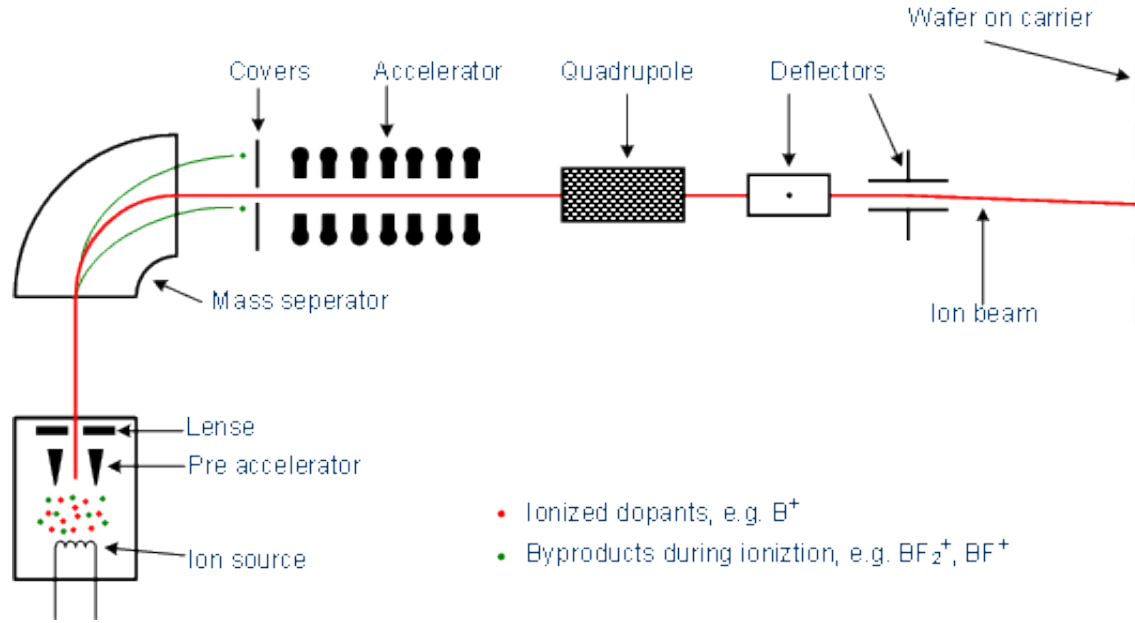 Wafer on carrier
Covers
Accelerator
Quadrupole
Deflectors
Mass seperator
Ion beam
Lense
Pre accelerator
Ion source
Ionized dopants, e.g. B⁺
Byproducts during ioniztion, e.g. BF₂⁺, BF⁺